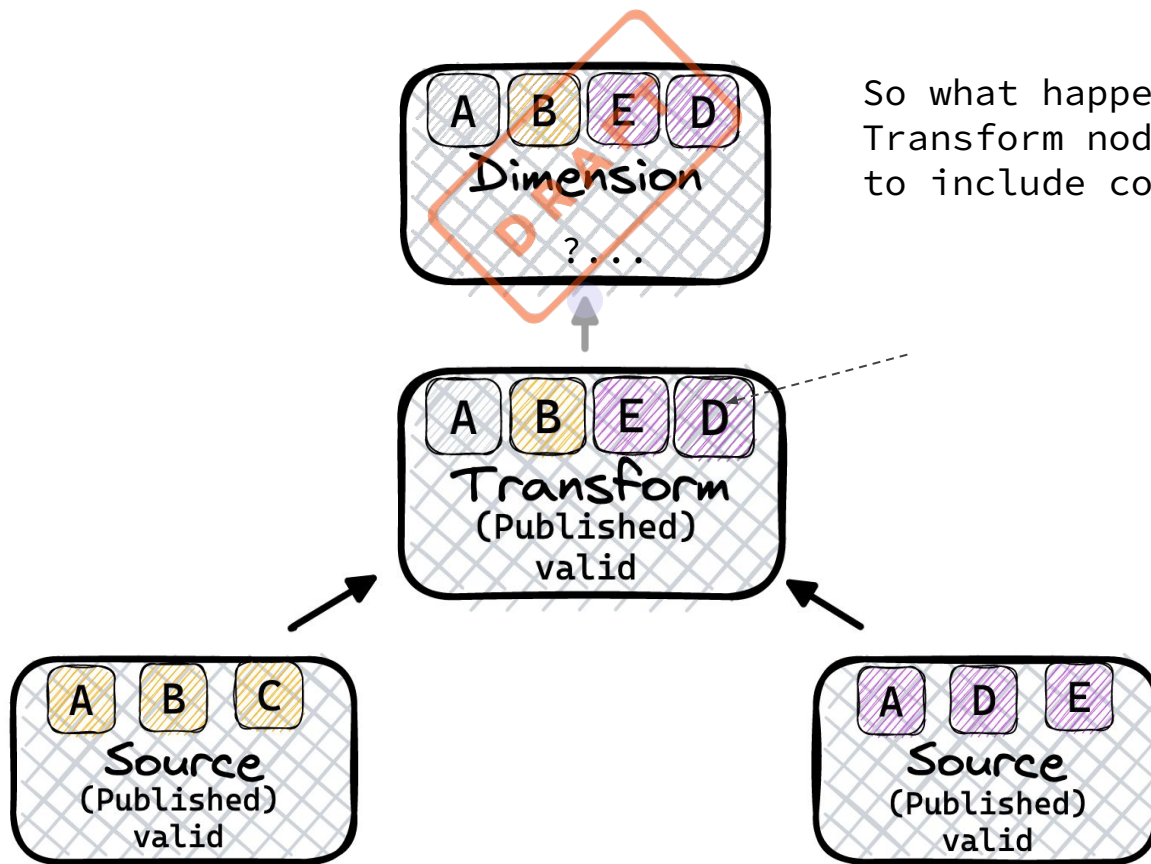 A B E D
Dimension
DRAFT
?...
So what happe
Transform nod
to include co
A B E D
Transform
(Published)
valid
A B C
Source
(Published)
valid
A D E
Source
(Published)
valid